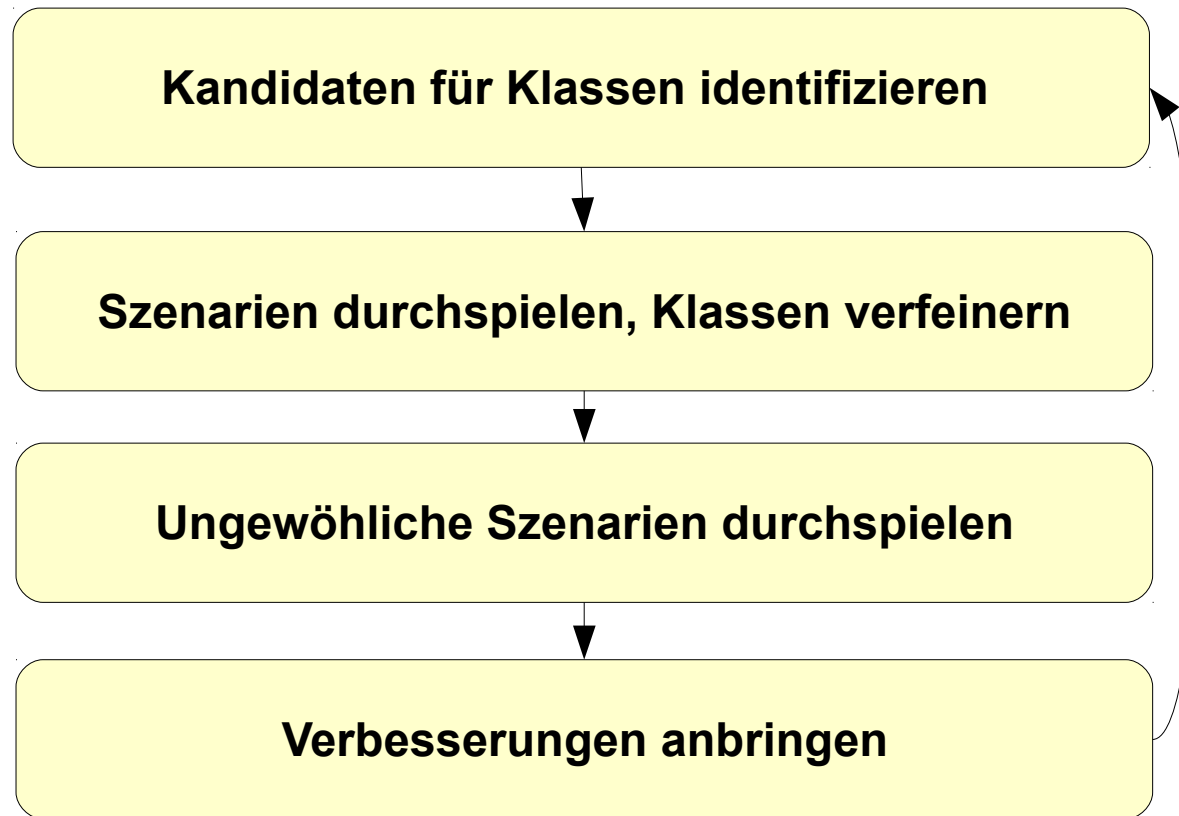 Kandidaten für Klassen identifizieren
Szenarien durchspielen, Klassen verfeinern
Ungewöhliche Szenarien durchspielen
Verbesserungen anbringen